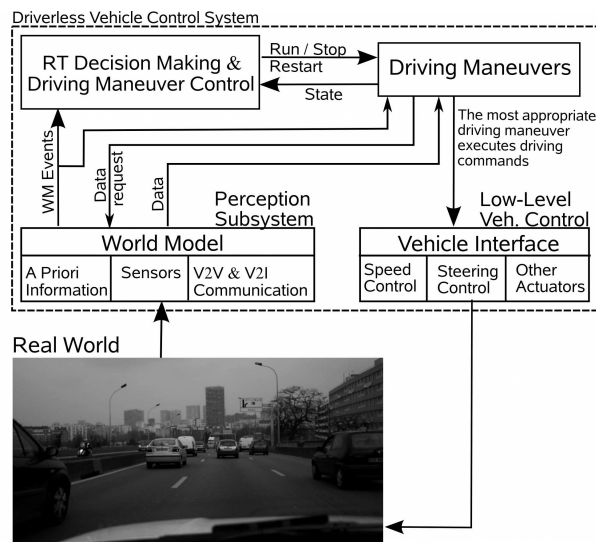 Driverless Vehicle Control System
RT Decision Making &
Driving Maneuver Control
Run / Stop
Restart
State
Driving Maneuvers
WM Events
Data
request
Data
The most appropriate
driving maneuver
executes driving
commands
Perception
Subsystem
Low-Level
Veh. Control
World Model
Vehicle Interface
A Priori
Information
Sensors
V2V & V2I
Communication
Speed
Control
Steering
Control
Other
Actuators
Real World